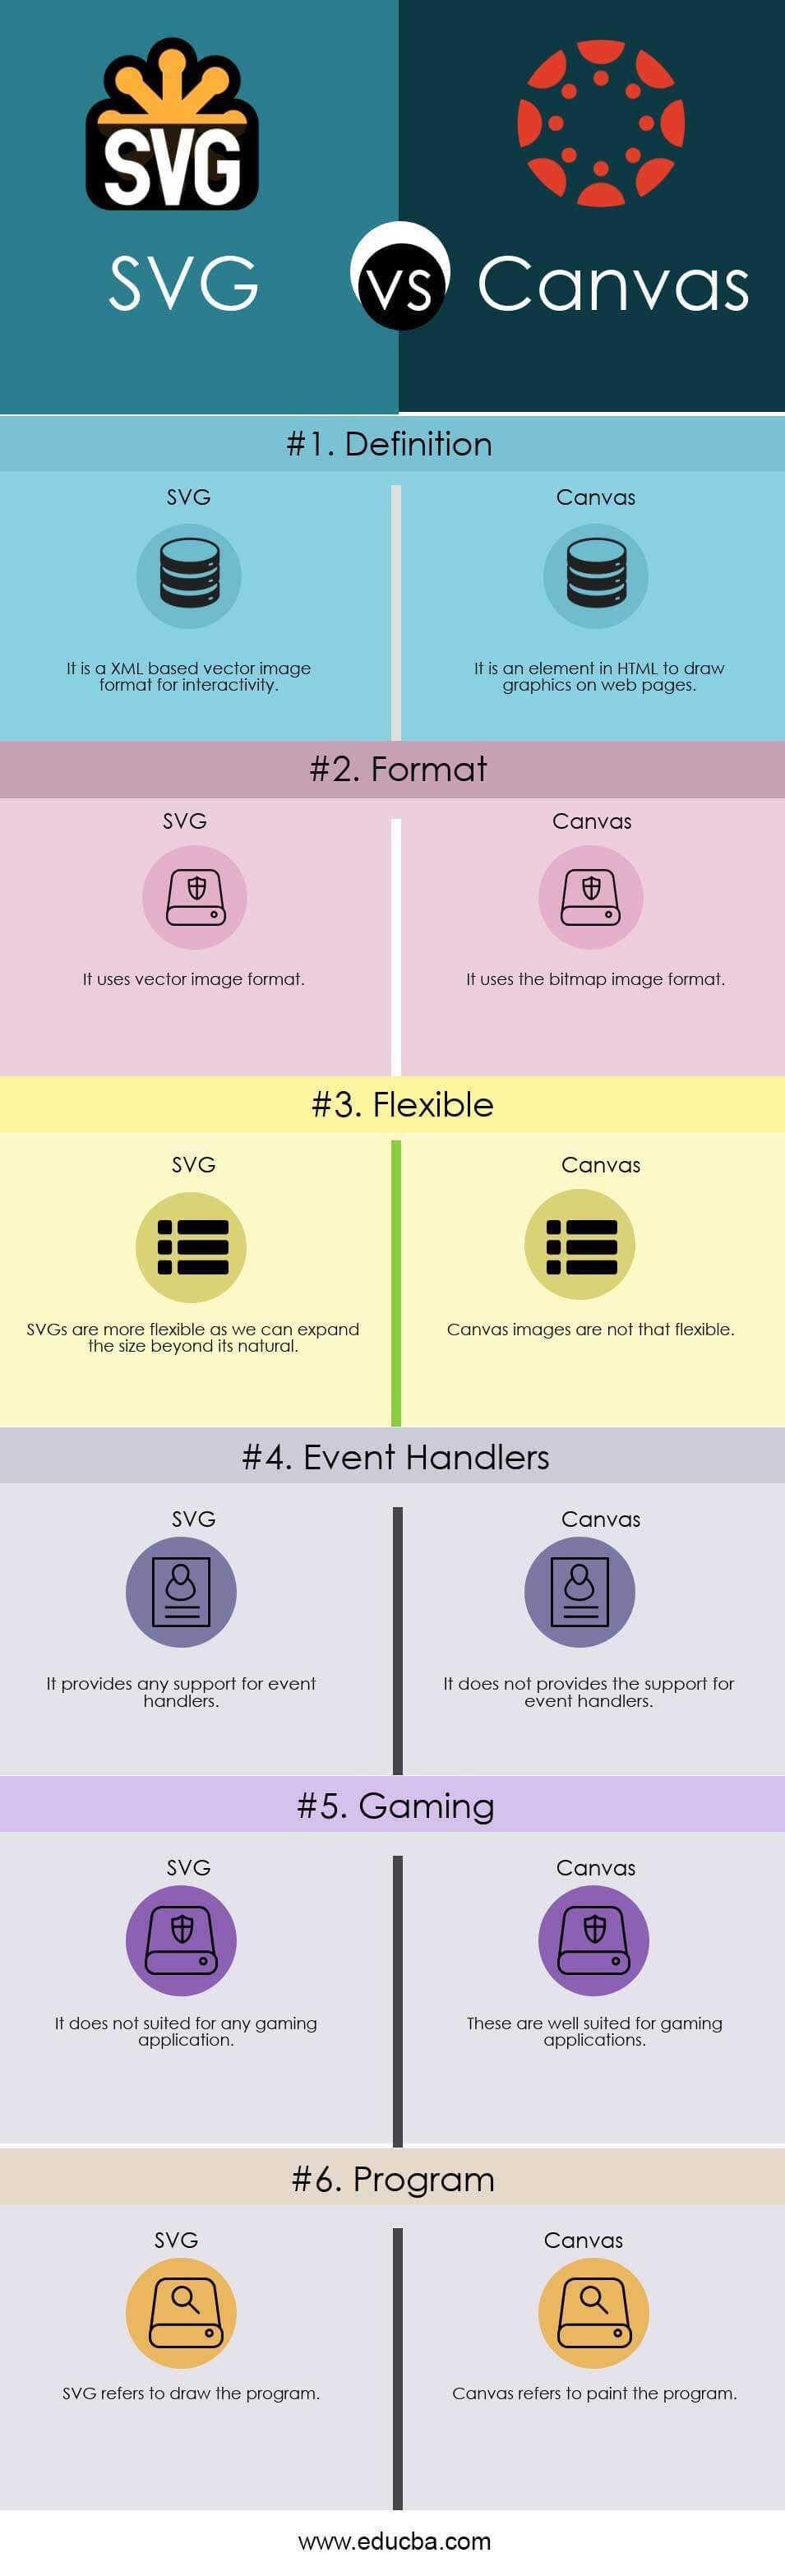 SVG
SVG
vs
Canvas
#1. Definition
SVG
Canvas
It is a XML based vector image
format for interactivity.
It is an element in HTML to draw
graphics on web pages.
#2. Format
SVG
Canvas
It uses vector image format.
It uses the bitmap image format.
#3. Flexible
SVG
Canvas
SVGs are more flexible as we can expand
the size beyond its natural.
Canvas images are not that flexible.
#4. Event Handlers
SVG
Canvas
It provides any support for event
handlers.
It does not provides the support for
event handlers.
#5. Gaming
SVG
Canvas
It does not suited for any gaming
application.
These are well suited for gaming
applications.
#6. Program
SVG
Canvas
SVG refers to draw the program.
Canvas refers to paint the program.
www.educba.com